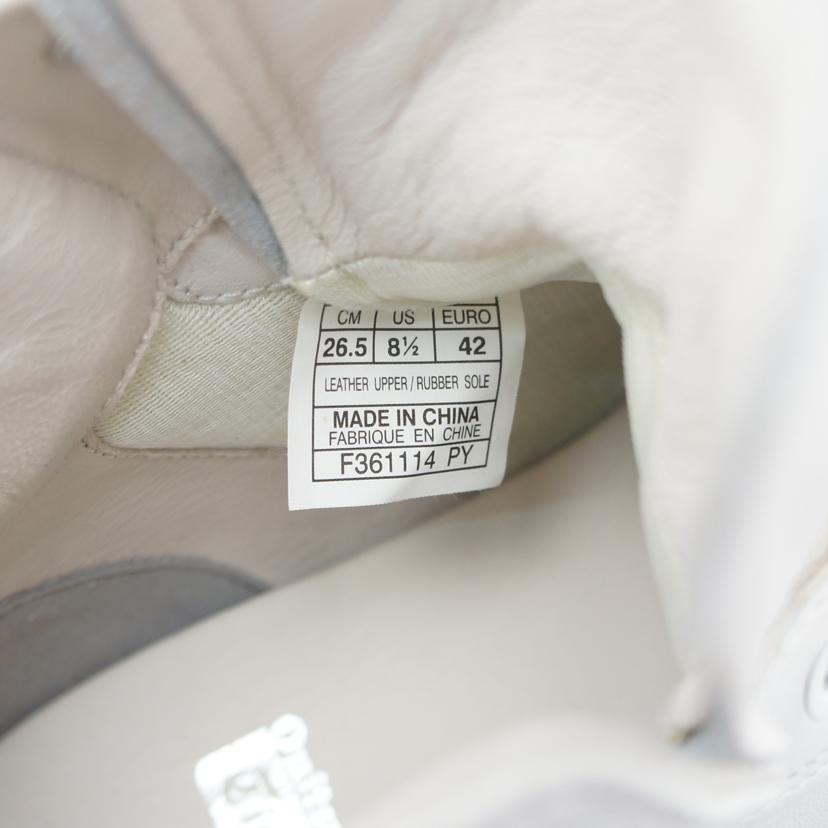 CM US EURO
26.5 8½ 42
LEATHER UPPER / RUBBER SOLE
MADE IN CHINA
FABRIQUE EN CHINE
F361114 PY